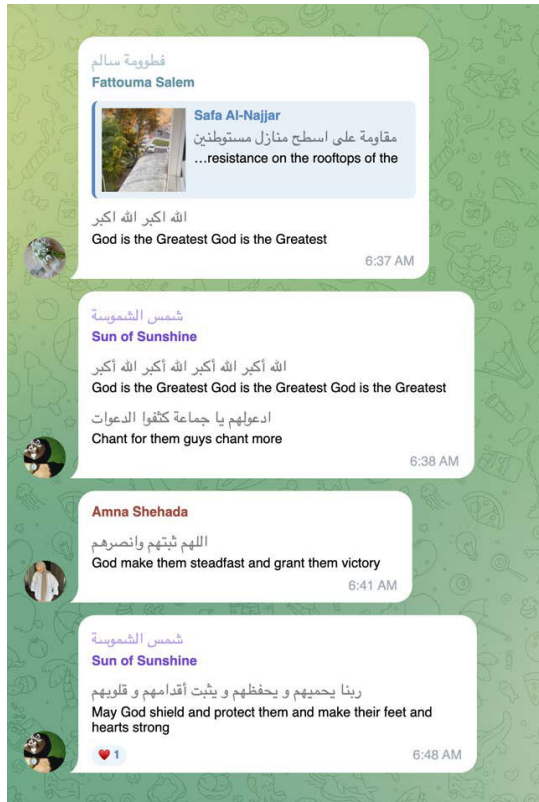 فطوومة سالم
Fattouma Salem
Safa Al-Najjar
مقاومة على اسطح منازل مستوطنين
...resistance on the rooftops of the
الله اكبر الله اكبر
God is the Greatest God is the Greatest
6:37 AM
شمس الشموسة
Sun of Sunshine
الله أكبر الله أكبر الله أكبر الله أكبر
God is the Greatest God is the Greatest God is the Greatest
ادعولهم يا جماعة كثفوا الدعوات
Chant for them guys chant more
6:38 AM
Amna Shehada
اللهم ثبتهم وانصرهم
God make them steadfast and grant them victory
6:41 AM
شمس الشموسة
Sun of Sunshine
ربنا يحميهم و يحفظهم و يثبت أقدامهم و قلوبهم
May God shield and protect them and make their feet and
hearts strong
1
6:48 AM